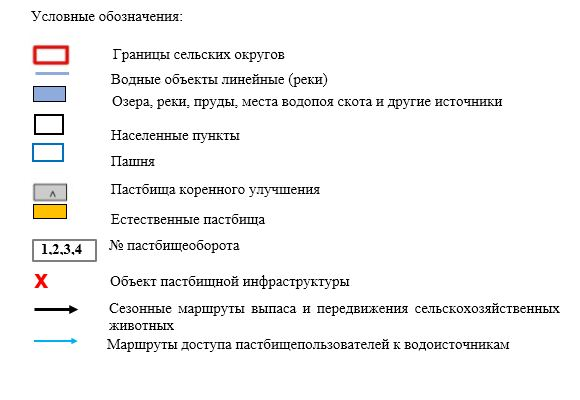 Условные обозначения:
Границы сельских округов
Водные объекты линейные (реки)
Озера, реки, пруды, места водопоя скота и другие источники
Населенные пункты
Пашня
^ Пастбища коренного улучшения
Естественные пастбища
1,2,3,4 № пастбищеоборота
X Объект пастбищной инфраструктуры
Сезонные маршруты выпаса и передвижения сельскохозяйственных
животных
Маршруты доступа пастбищепользователей к водоисточникам